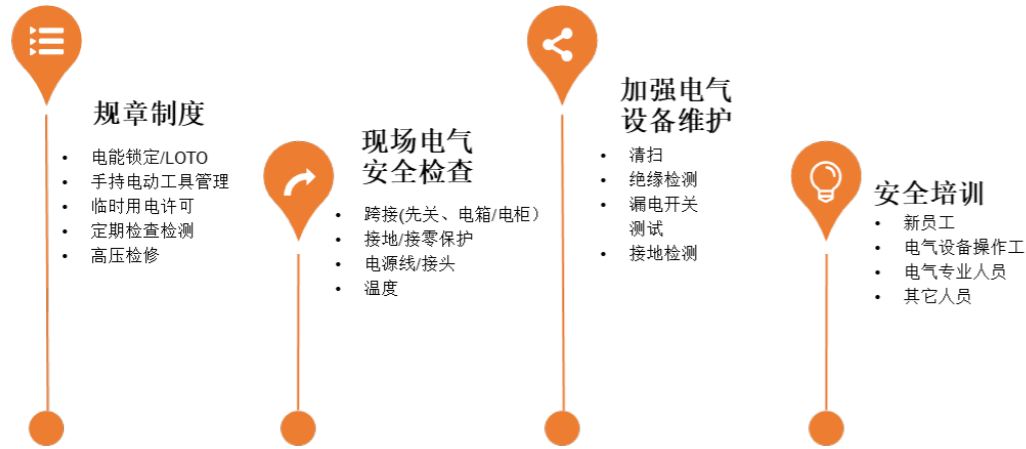 规章制度
• 电能锁定/LOTO
• 手持电动工具管理
• 临时用电许可
• 定期检查检测
• 高压检修
现场电气
安全检查
• 跨接(先关、电箱/电柜）
• 接地/接零保护
• 电源线/接头
• 温度
加强电气
设备维护
• 清扫
• 绝缘检测
• 漏电开关
测试
• 接地检测
安全培训
• 新员工
• 电气设备操作工
• 电气专业人员
• 其它人员